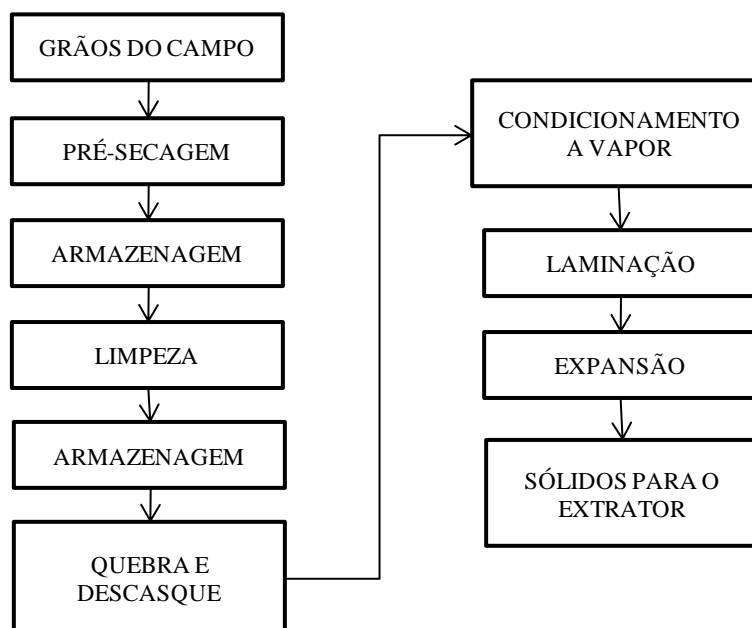 GRÃOS DO CAMPO
PRÉ-SECAGEM
ARMAZENAGEM
LIMPEZA
ARMAZENAGEM
QUEBRA E
DESCASQUE
CONDICIONAMENTO
A VAPOR
LAMINAÇÃO
EXPANSÃO
SÓLIDOS PARA O
EXTRATOR